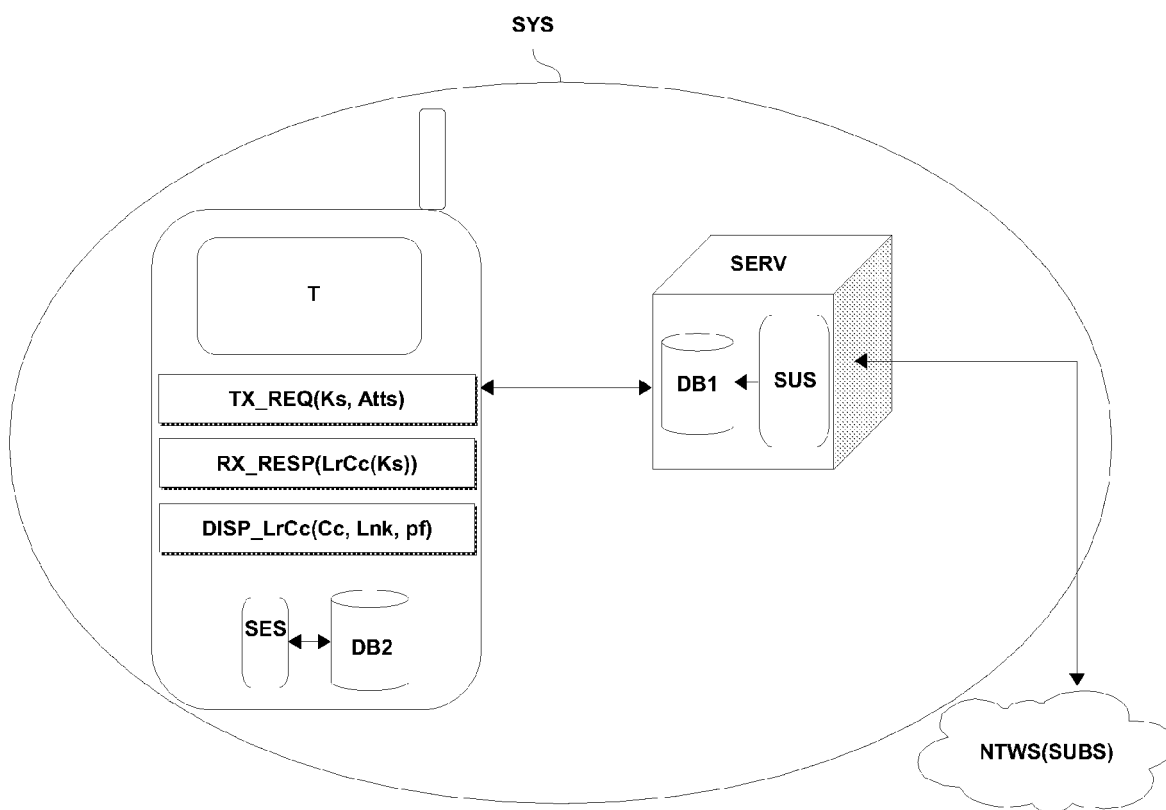 SYS
T
TX_REQ(Ks, Atts)
RX_RESP(LrCc(Ks))
DISP_LrCc(Cc, Lnk, pf)
SES
DB2
SERV
DB1
SUS
NTWS(SUBS)